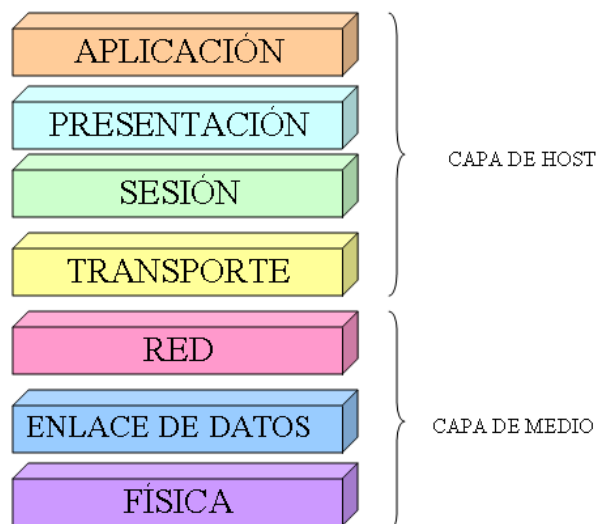 APLICACIÓN
PRESENTACIÓN
SESIÓN
TRANSPORTE
CAPA DE HOST
RED
ENLACE DE DATOS
FÍSICA
CAPA DE MEDIO